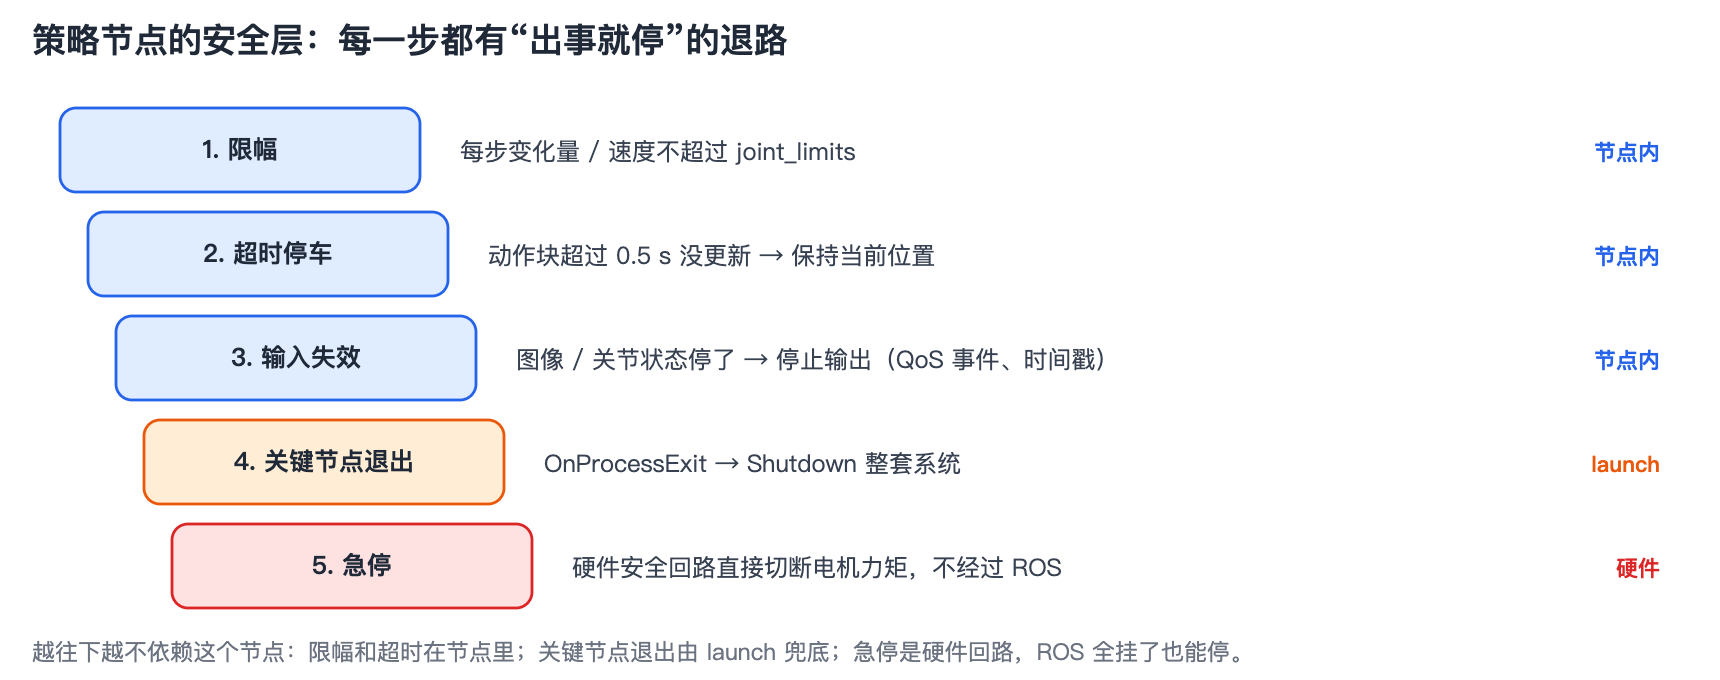 策略节点的安全层：每一步都有“出事就停”的退路
1. 限幅 每步变化量 / 速度不超过 joint_limits 节点内
2. 超时停车 动作块超过 0.5 s 没更新 → 保持当前位置 节点内
3. 输入失效 图像 / 关节状态停了 → 停止输出（QoS 事件、时间戳） 节点内
4. 关键节点退出 OnProcessExit → Shutdown 整套系统 launch
5. 急停 硬件安全回路直接切断电机力矩，不经过 ROS 硬件
越往下越不依赖这个节点：限幅和超时在节点里；关键节点退出由 launch 兜底；急停是硬件回路，ROS 全挂了也能停。